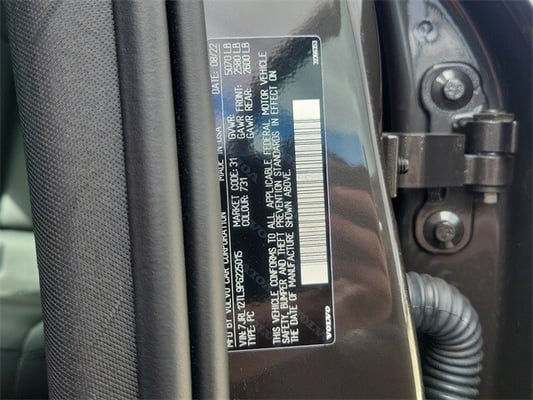 MFD BY VOLVO CAR CORPORATION MADE IN USA DATE: 08/22
VIN: 7JRL12TL9PG225015 MARKET CODE: 31 GVWR: 5070 LB
TYPE: PC COLOUR: 731 GAWR FRONT: 2580 LB
GAWR REAR: 2600 LB
THIS VEHICLE CONFORMS TO ALL APPLICABLE FEDERAL MOTOR VEHICLE
SAFETY, BUMPER AND THEFT PREVENTION STANDARDS IN EFFECT ON
THE DATE OF MANUFACTURE SHOWN ABOVE.
VOLVO